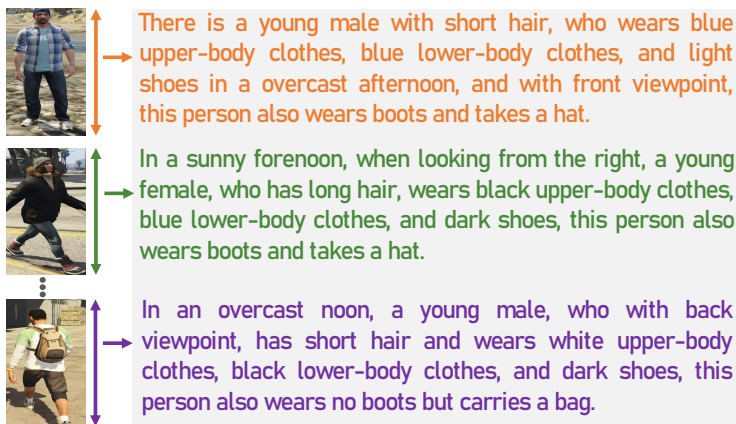 There is a young male with short hair, who wears blue
upper-body clothes, blue lower-body clothes, and light
shoes in a overcast afternoon, and with front viewpoint,
this person also wears boots and takes a hat.
In a sunny forenoon, when looking from the right, a young
female, who has long hair, wears black upper-body clothes,
blue lower-body clothes, and dark shoes, this person also
wears boots and takes a hat.
In an overcast noon, a young male, who with back
viewpoint, has short hair and wears white upper-body
clothes, black lower-body clothes, and dark shoes, this
person also wears no boots but carries a bag.